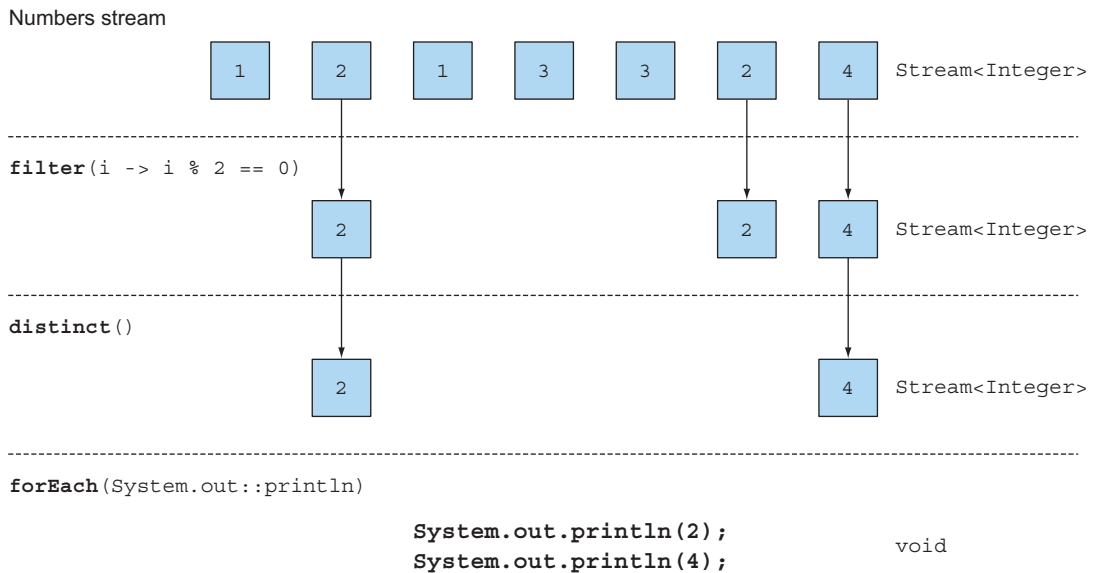 Numbers stream
1 2 1 3 3 2 4 Stream<Integer>
filter(i -> i % 2 == 0)
2 2 4 Stream<Integer>
distinct()
2 4 Stream<Integer>
forEach(System.out::println)
System.out.println(2);
System.out.println(4);
void